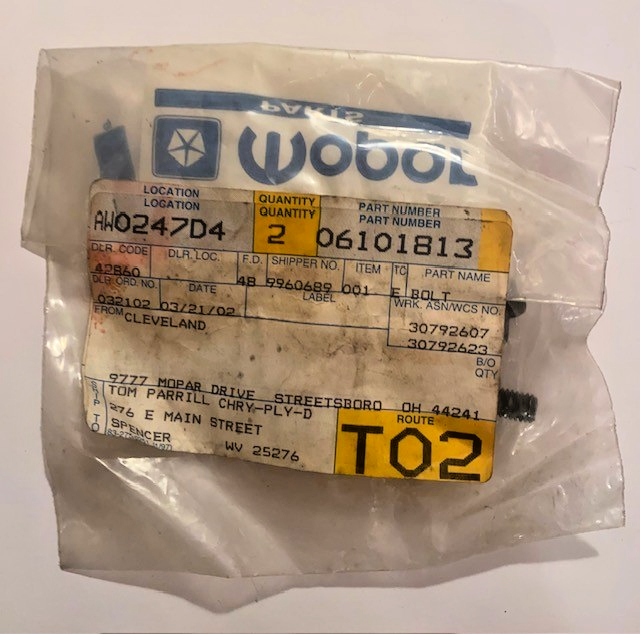 PARTS
Mopar
LOCATION
LOCATION
QUANTITY
QUANTITY
PART NUMBER
PART NUMBER
AW0247D4
2
06101813
DLR. CODE
DLR. LOC.
F.D.
SHIPPER NO.
ITEM
TC
PART NAME
42860
4B
9960689
001
E
BOLT
DLR ORD. NO.
DATE
LABEL
WRK. ASN/WCS NO.
032102
03/21/02
30792607
30792623
FROM
CLEVELAND
B/O
QTY
9777 MOPAR DRIVE STREETSBORO OH 44241
SHIP TO
TOM PARRILL CHRY-PLY-D
276 E MAIN STREET
SPENCER
WV 25276
ROUTE
T02